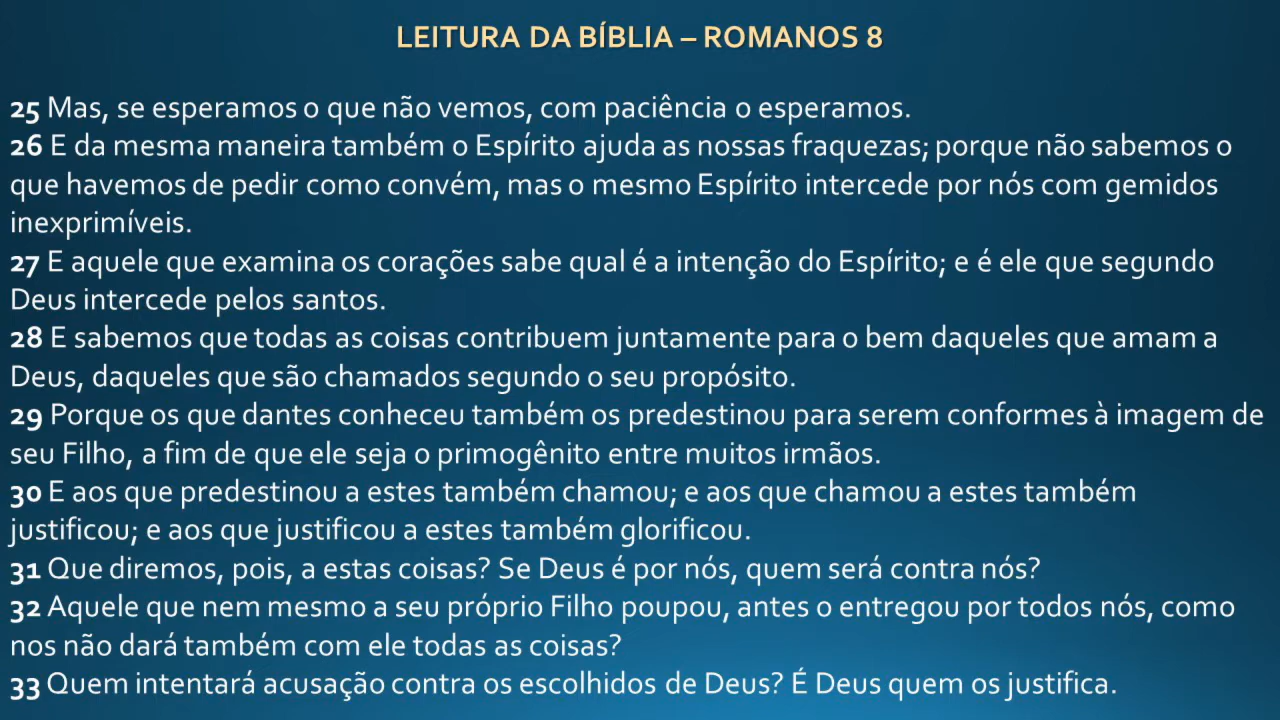 LEITURA DA BÍBLIA – ROMANOS 8
25 Mas, se esperamos o que não vemos, com paciência o esperamos.
26 E da mesma maneira também o Espírito ajuda as nossas fraquezas; porque não sabemos o
que havemos de pedir como convém, mas o mesmo Espírito intercede por nós com gemidos
inexprimíveis.
27 E aquele que examina os corações sabe qual é a intenção do Espírito; e é ele que segundo
Deus intercede pelos santos.
28 E sabemos que todas as coisas contribuem juntamente para o bem daqueles que amam a
Deus, daqueles que são chamados segundo o seu propósito.
29 Porque os que dantes conheceu também os predestinou para serem conformes à imagem de
seu Filho, a fim de que ele seja o primogênito entre muitos irmãos.
30 E aos que predestinou a estes também chamou; e aos que chamou a estes também
justificou; e aos que justificou a estes também glorificou.
31 Que diremos, pois, a estas coisas? Se Deus é por nós, quem será contra nós?
32 Aquele que nem mesmo a seu próprio Filho poupou, antes o entregou por todos nós, como
nos não dará também com ele todas as coisas?
33 Quem intentará acusação contra os escolhidos de Deus? É Deus quem os justifica.